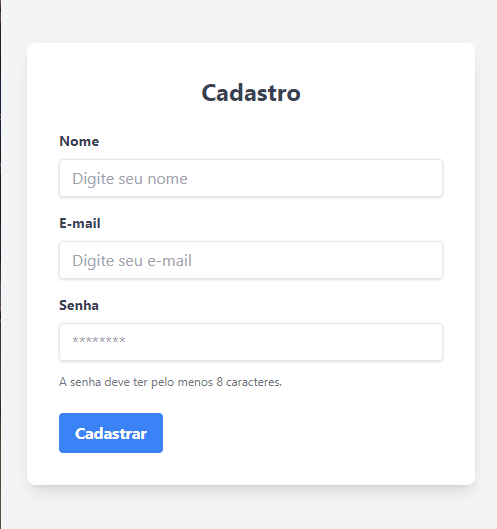 Cadastro
Nome
Digite seu nome
E-mail
Digite seu e-mail
Senha
********
A senha deve ter pelo menos 8 caracteres.
Cadastrar